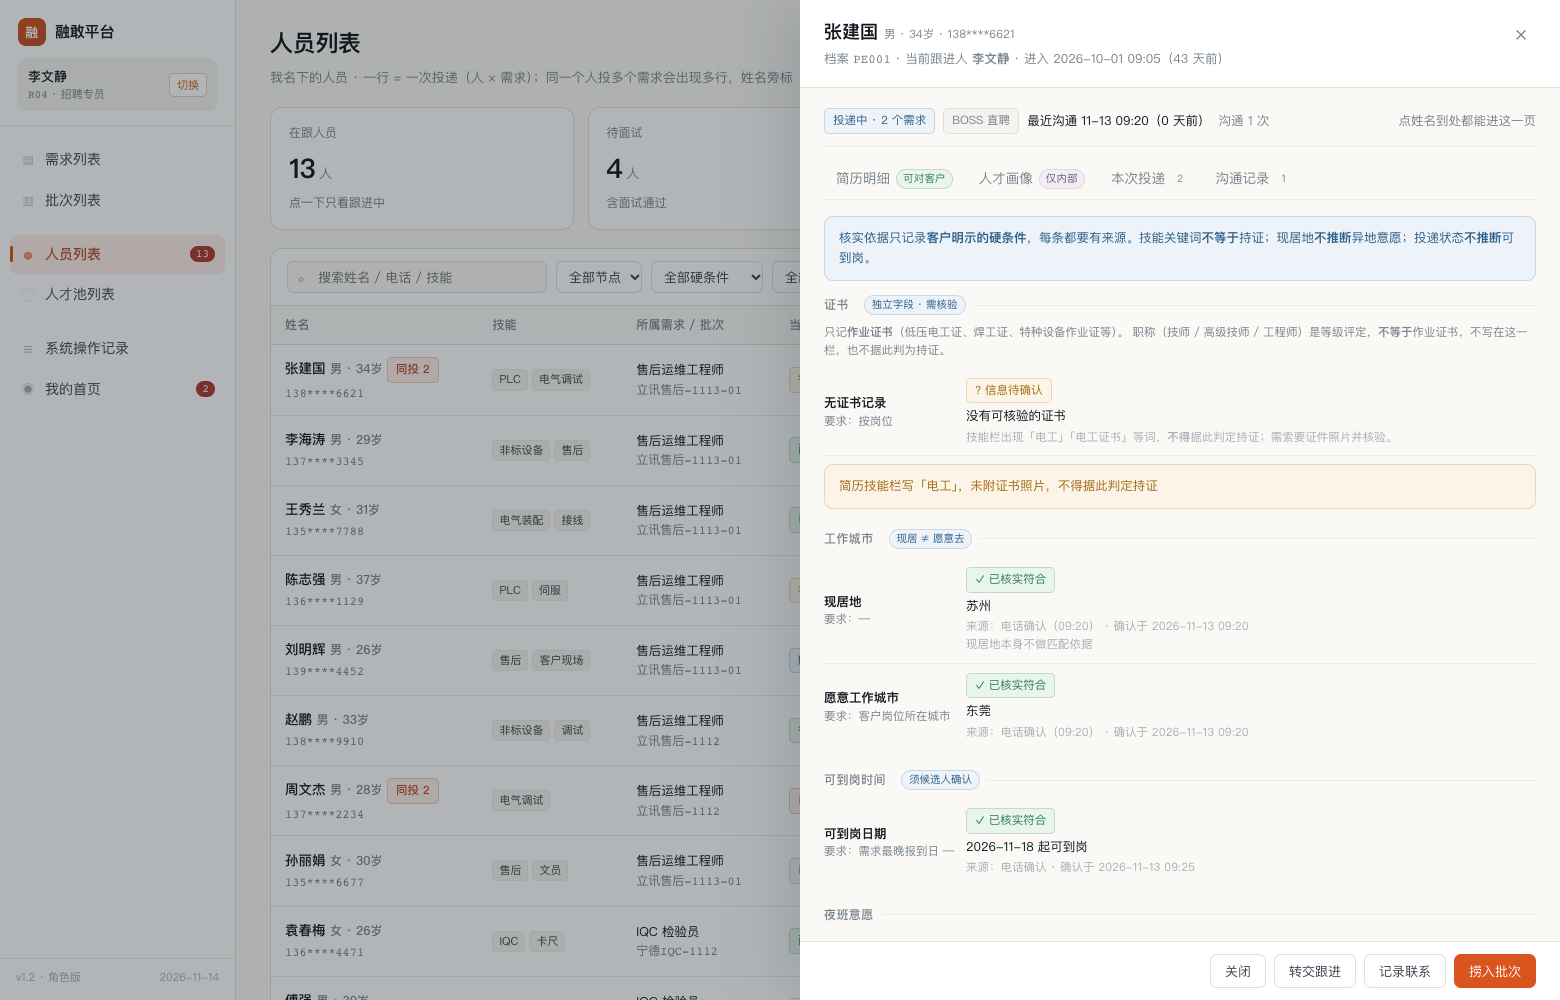 融 融敢平台
李文静
R04 · 招聘专员
切换
需求列表
批次列表
人员列表 13
人才池列表
系统操作记录
我的首页 2
v1.2 · 角色版 2026-11-14
人员列表
我名下的人员 · 一行 = 一次投递（人 × 需求）；同一个人投多个需求会出现多行，姓名旁标
在跟人员
13 人
点一下只看跟进中
待面试
4 人
含面试通过
搜索姓名 / 电话 / 技能 全部节点 全部硬条件
姓名 技能 所属需求 / 批次
张建国 男 · 34岁 同投 2
138****6621
PLC 电气调试
售后运维工程师
立讯售后-1113-01
李海涛 男 · 29岁
137****3345
非标设备 售后
售后运维工程师
立讯售后-1113-01
王秀兰 女 · 31岁
135****7788
电气装配 接线
售后运维工程师
立讯售后-1113-01
陈志强 男 · 37岁
136****1129
PLC 伺服
售后运维工程师
立讯售后-1113-01
刘明辉 男 · 26岁
139****4452
售后 客户现场
售后运维工程师
立讯售后-1113-01
赵鹏 男 · 33岁
138****9910
非标设备 调试
售后运维工程师
立讯售后-1112
周文杰 男 · 28岁 同投 2
137****2234
电气调试
售后运维工程师
立讯售后-1112
孙丽娟 女 · 30岁
135****6677
售后 文员
售后运维工程师
立讯售后-1113-01
袁春梅 女 · 26岁
136****4471
IQC 卡尺
IQC 检验员
宁德IQC-1112
张建国 男 · 34岁 · 138****6621
档案 PE001 · 当前跟进人 李文静 · 进入 2026-10-01 09:05（43 天前）
投递中 · 2 个需求 BOSS 直聘 最近沟通 11-13 09:20（0 天前） 沟通 1 次 点姓名到处都能进这一页
简历明细 可对客户 人才画像 仅内部 本次投递 2 沟通记录 1
核实依据只记录客户明示的硬条件，每条都要有来源。技能关键词不等于持证；现居地不推断异地意愿；投递状态不推断可
到岗。
证书 独立字段 · 需核验
只记作业证书（低压电工证、焊工证、特种设备作业证等）。 职称（技师 / 高级技师 / 工程师）是等级评定，不等于作业证书，不写在这一
栏，也不据此判为持证。
无证书记录
要求：按岗位
? 信息待确认
没有可核验的证书
技能栏出现「电工」「电工证书」等词，不得据此判定持证；需索要证件照片并核验。
简历技能栏写「电工」，未附证书照片，不得据此判定持证
工作城市 现居 ≠ 愿意去
现居地
要求：—
✓ 已核实符合
苏州
来源：电话确认（09:20） · 确认于 2026-11-13 09:20
现居地本身不做匹配依据
愿意工作城市
要求：客户岗位所在城市
✓ 已核实符合
东莞
来源：电话确认（09:20） · 确认于 2026-11-13 09:20
可到岗时间 须候选人确认
可到岗日期
要求：需求最晚报到日 —
✓ 已核实符合
2026-11-18 起可到岗
来源：电话确认 · 确认于 2026-11-13 09:25
夜班意愿
关闭 转交跟进 记录联系 捞入批次